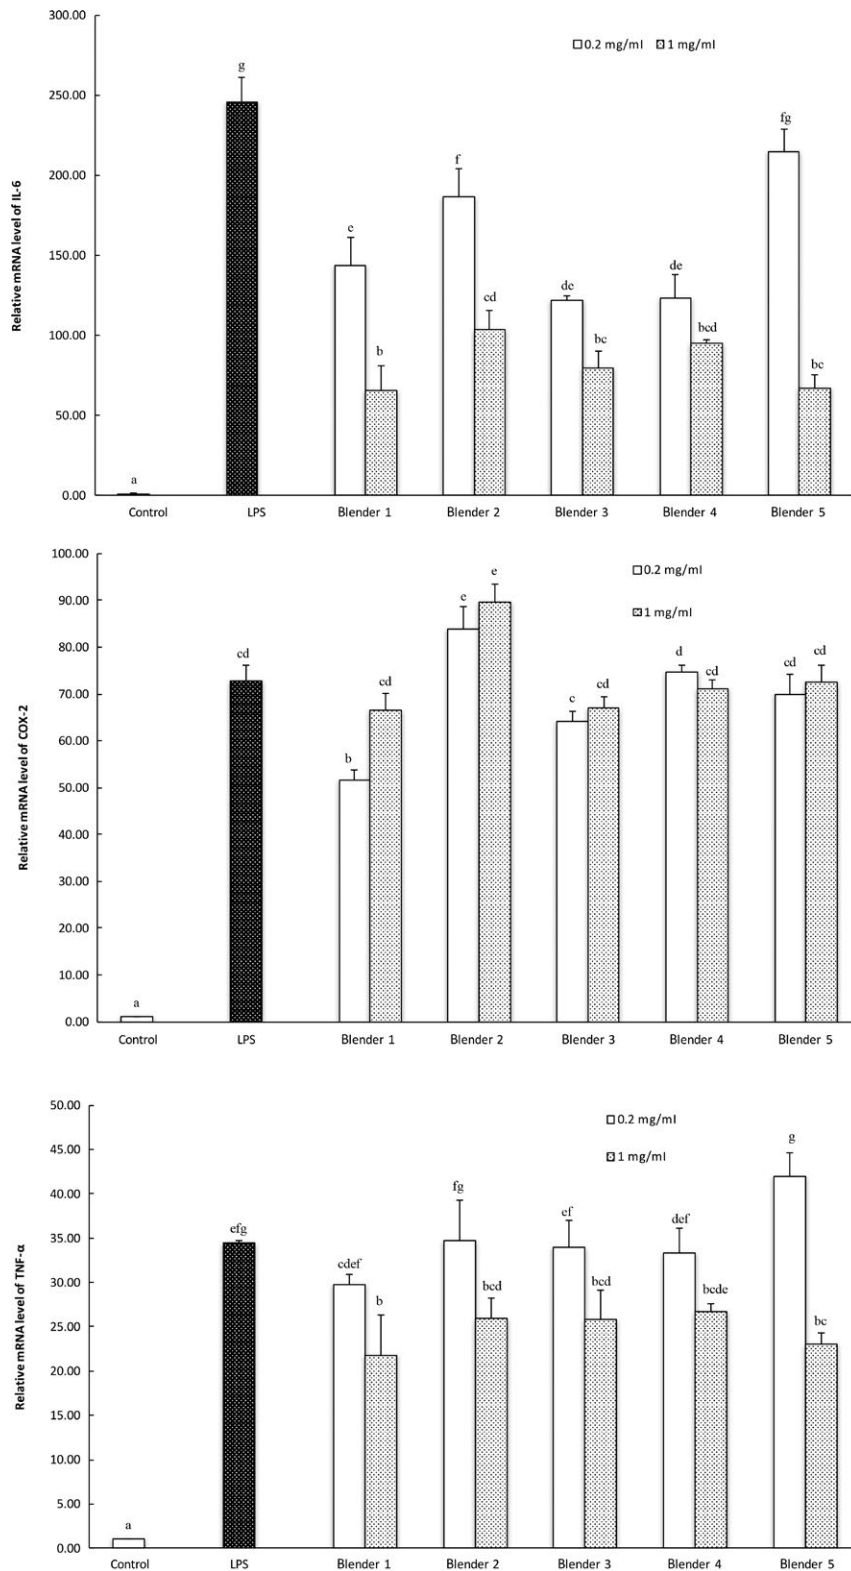 □0.2 mg/ml ▩1 mg/ml
Relative mRNA level of IL-6
300.00
250.00
200.00
150.00
100.00
50.00
0.00
a
g
e
b
f
cd
de
bc
de
bcd
fg
bc
Control LPS Blender 1 Blender 2 Blender 3 Blender 4 Blender 5
0.2 mg/ml
1 mg/ml
Relative mRNA level of COX-2
100.00
90.00
80.00
70.00
60.00
50.00
40.00
30.00
20.00
10.00
0.00
a
cd
b
cd
e
e
c
cd
d
cd
cd
cd
Control LPS Blender 1 Blender 2 Blender 3 Blender 4 Blender 5
0.2 mg/ml
1 mg/ml
Relative mRNA level of TNF-α
50.00
45.00
40.00
35.00
30.00
25.00
20.00
15.00
10.00
5.00
0.00
a
efg
cdef
b
fg
bcd
ef
bcd
def
bcde
g
bc
Control LPS Blender 1 Blender 2 Blender 3 Blender 4 Blender 5